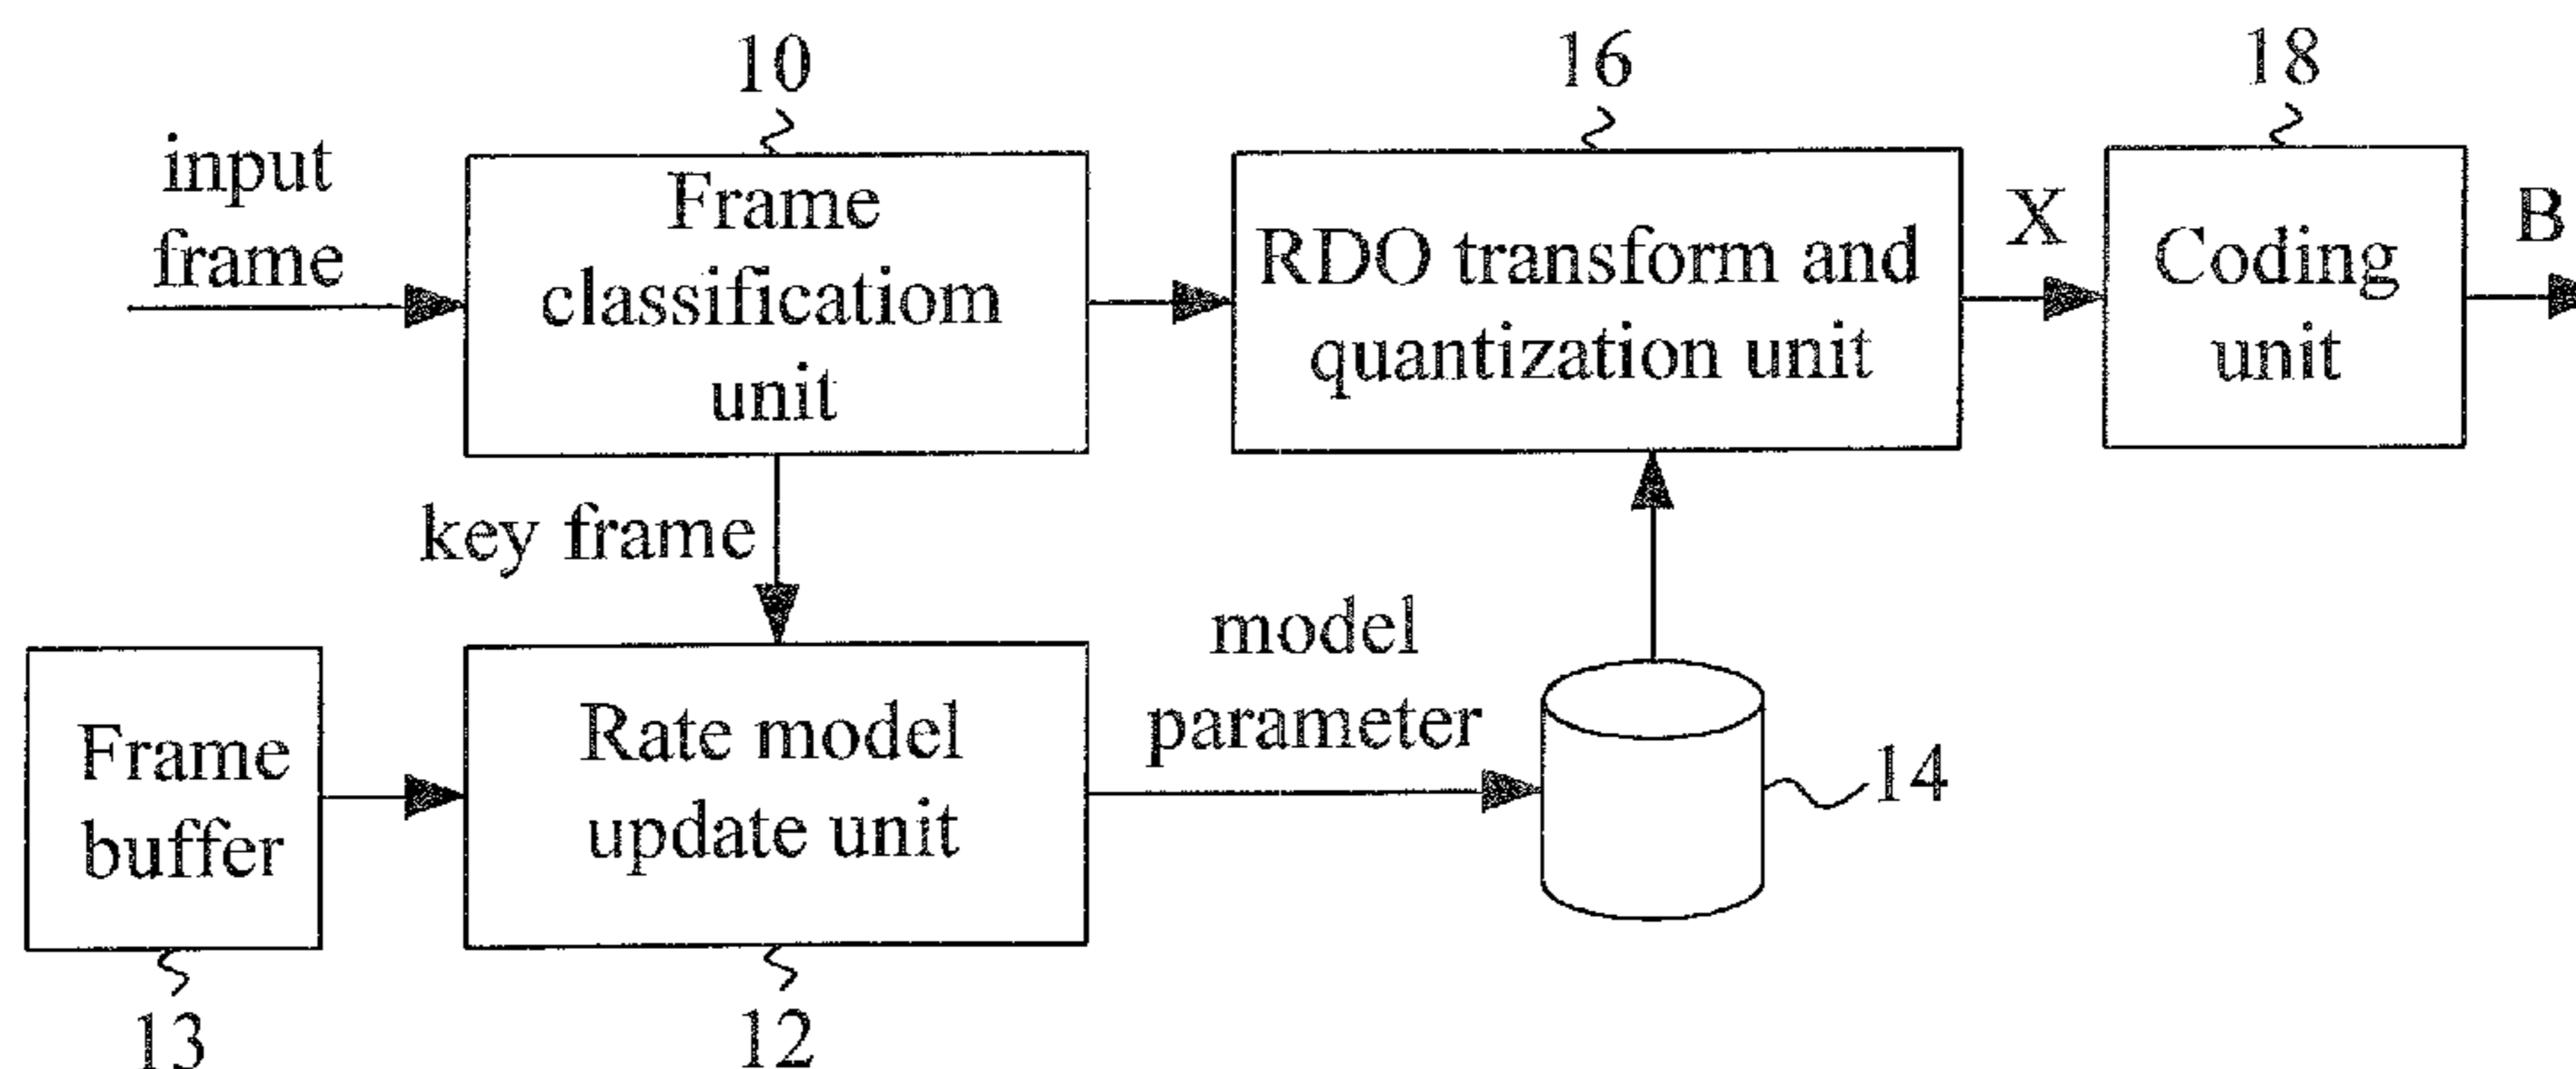 10
16
18
input
frame
Frame
classificatiom
unit
RDO transform and
quantization unit
X
Coding
unit
B
key frame
model
parameter
Frame
buffer
Rate model
update unit
14
13
12